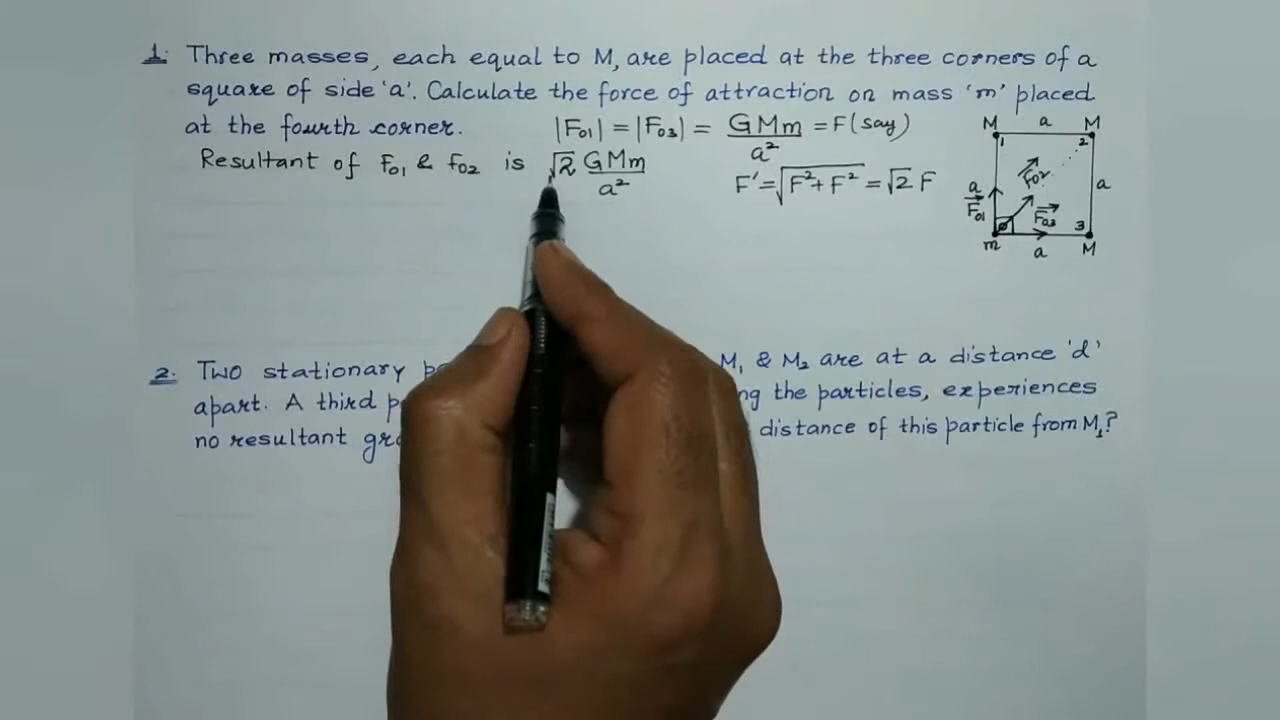 1. Three masses, each equal to M, are placed at the three corners of a
square of side 'a'. Calculate the force of attraction on mass 'm' placed
at the fourth corner.
|F₀₁| = |F₀₃| = GMm/a² = F (say)
Resultant of F₀₁ & F₀₂ is √2 GMm/a²
F' = √(F² + F²) = √2 F
M a M
1 2
a F₀₂ a
F₀₁ F₀₃ 3
0
m a M
2. Two stationary M₁ & M₂ are at a distance 'd'
apart. A third the particles, experiences
no resultant distance of this particle from M₁?